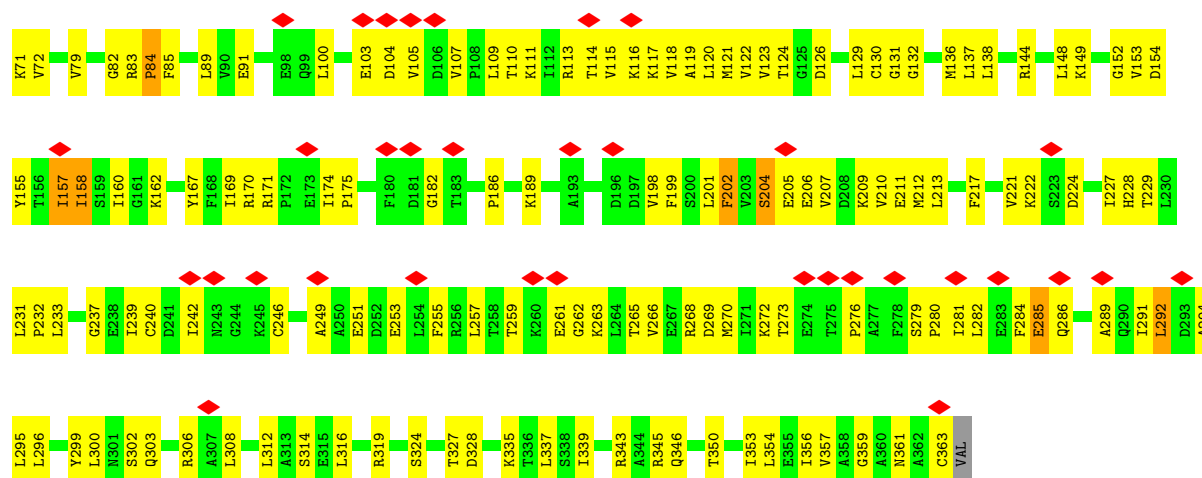 K71 V72 V79 G82 R83 P84 F85 L89 V90 E91 E98 Q99 L100 E103 D104 V105 D106 V107 P108 L109 T110 K111 I112 R113 T114 V115 K116 K117 V118 A119 L120 M121 V122 V123 T124 G125 D126 L129 C130 G131 G132 M136 L137 L138 R144 L148 K149 G152 V153 D154
Y155 T156 I157 I158 S159 I160 G161 K162 Y167 F168 I169 R170 R171 P172 E173 I174 P175 F180 D181 G182 T183 P186 K189 A193 D196 D197 V198 F199 S200 L201 F202 V203 S204 E205 E206 V207 D208 K209 V210 E211 M212 L213 F217 V221 K222 S223 D224 I227 H228 T229 L230
L231 P232 L233 G237 E238 I239 C240 D241 I242 N243 G244 K245 C246 A249 A250 E251 D252 E253 L254 F255 R256 L257 T258 T259 K260 E261 G262 K263 L264 T265 V266 E267 R268 D269 M270 I271 K272 T273 E274 T275 P276 A277 F278 S279 P280 I281 L282 E283 F284 E285 Q286 A289 Q290 I291 L292 D293
L295 L296 Y299 L300 N301 S302 Q303 R306 A307 L308 L312 A313 S314 E315 L316 R319 S324 T327 D328 K335 T336 L337 S338 I339 R343 A344 R345 Q346 T350 I353 L354 E355 I356 V357 A358 G359 A360 N361 A362 C363 VAL